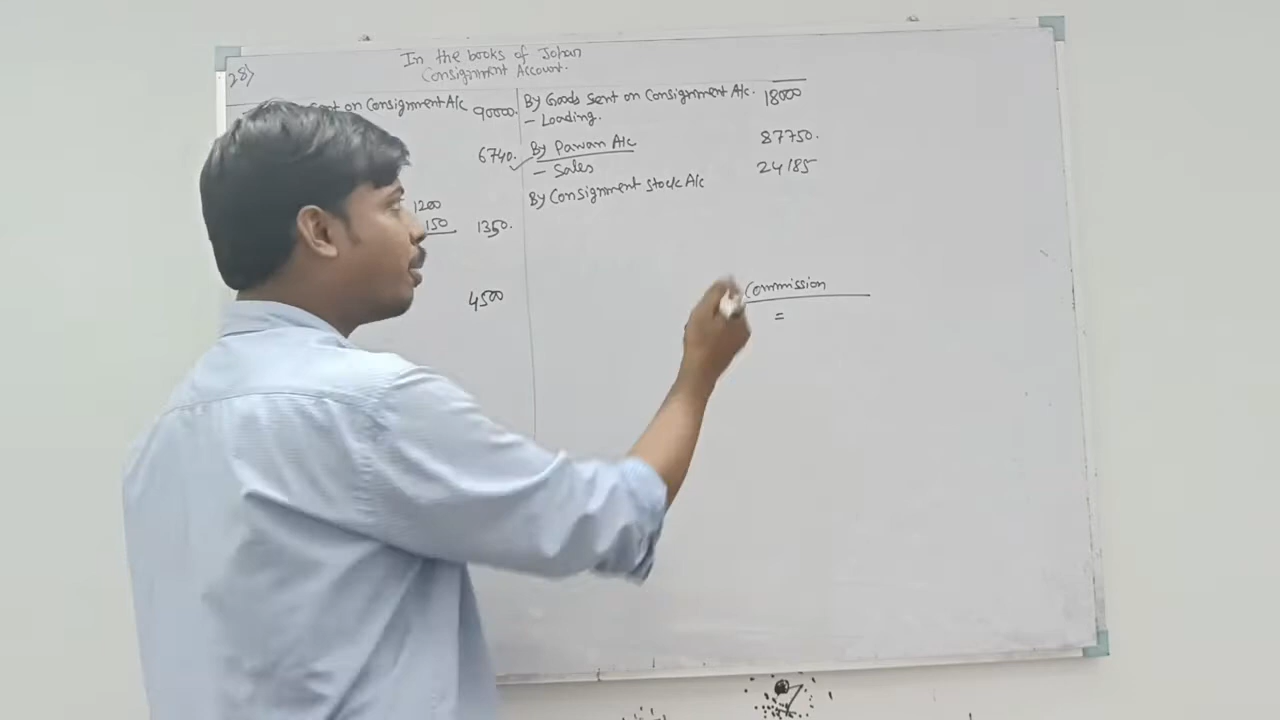 28)
In the books of Johan
Consignment Account.
sent on Consignment A/c 90000.
6740.
1200
150 1350.
4500
By Goods sent on Consignment A/c. 18000
- Loading.
By Pawan A/c 87750.
- Sales
By Consignment stock A/c 24185
Commission
=